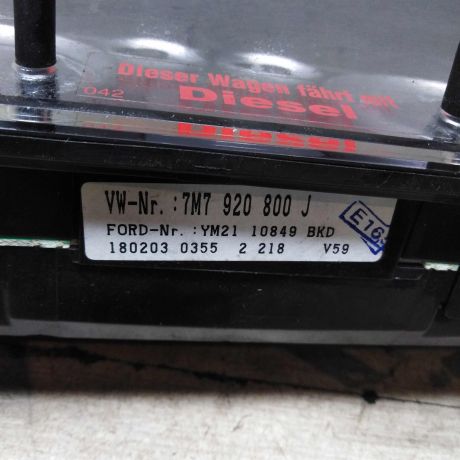 Dieser Wagen fährt mit
042
Diesel
Diesel
VW-Nr.:7M7 920 800 J
FORD-Nr.:YM21 10849 BKD
180203 0355 2 218 V59